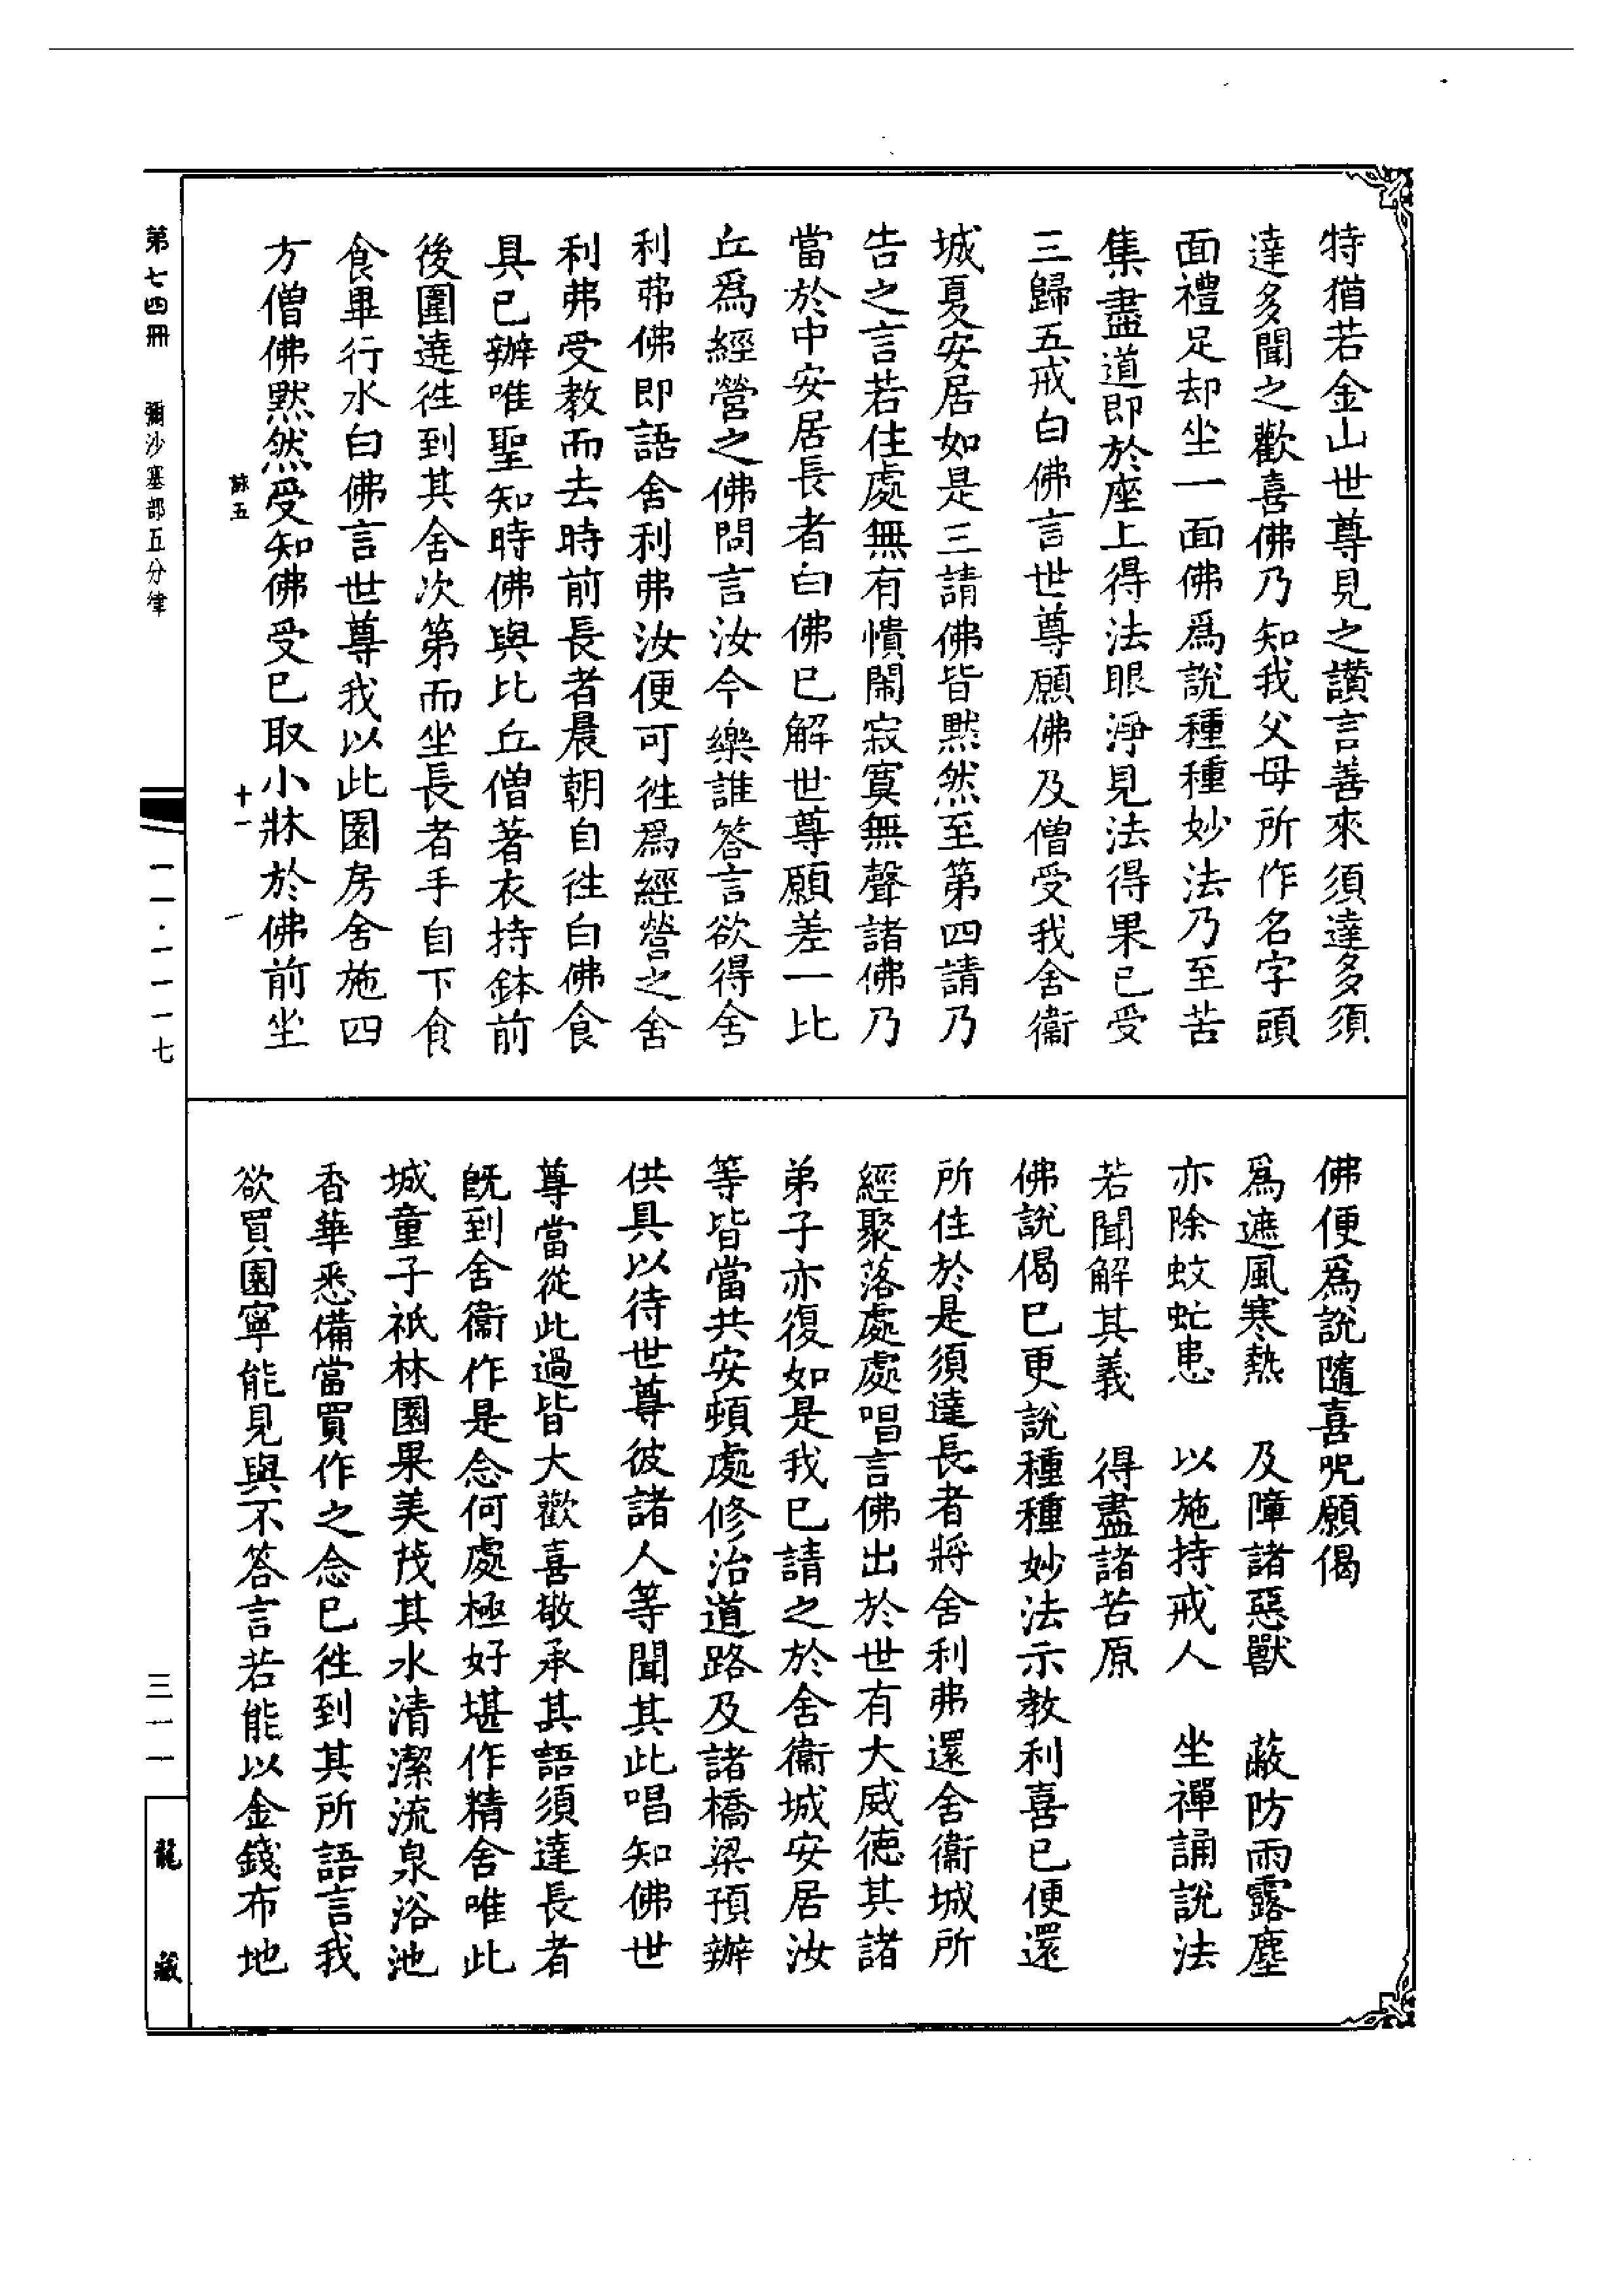 特猶若金山世尊見之讚言善來須達多須
達多聞之歡喜佛乃知我父母所作名字頭
面禮足却坐一面佛爲說種種妙法乃至苦
集盡道即於座上得法眼淨見法得果已受
三歸五戒白佛言世尊願佛及僧受我舍衞
城夏安居如是三請佛皆默然至第四請乃
告之言若住處無有憒閙寂寞無聲諸佛乃
當於中安居長者白佛已解世尊願差一比
丘爲經營之佛問言汝今樂誰答言欲得舍
利弗佛即語舍利弗汝便可徃爲經營之舍
利弗受教而去時前長者晨朝自徃白佛食
具已辦唯聖知時佛與比丘僧著衣持鉢前
後圍遶徃到其舍次第而坐長者手自下食
食畢行水白佛言世尊我以此園房舍施四
方僧佛默然受知佛受已取小牀於佛前坐
佛便爲說隨喜呪願偈
爲遮風寒熱　及障諸惡獸　蔽防雨露塵
亦除蚊虻患　以施持戒人　坐禪誦說法
若聞解其義　得盡諸苦原
佛說偈已更說種種妙法示教利喜已便還
所住於是須達長者將舍利弗還舍衞城所
經聚落處處唱言佛出於世有大威德其諸
弟子亦復如是我已請之於舍衞城安居汝
等皆當共安頓處修治道路及諸橋梁預辦
供具以待世尊彼諸人等聞其此唱知佛世
尊當從此過皆大歡喜敬承其語須達長者
旣到舍衞作是念何處極好堪作精舍唯此
城童子祇林園果美茂其水清潔流泉浴池
香華悉備當買作之念已徃到其所語言我
欲買園寧能見與不答言若能以金錢布地
詠五
十一
一
第七四冊　彌沙塞部五分律
一一·一一一七
三一一
龍藏